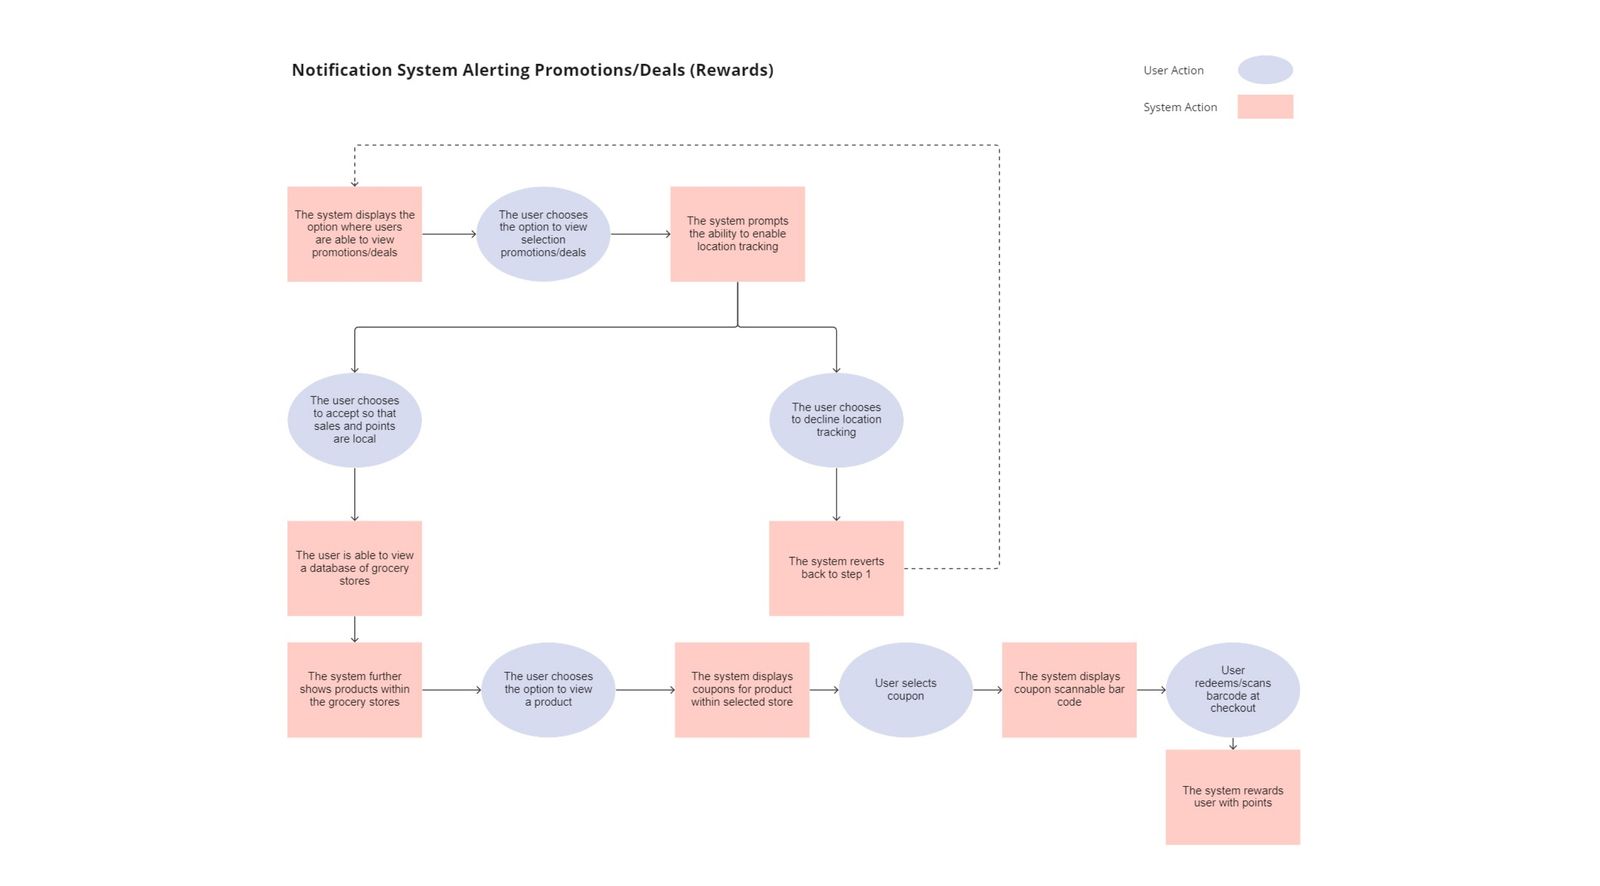 Notification System Alerting Promotions/Deals (Rewards)
User Action
System Action
The system displays the
option where users
are able to view
promotions/deals
The user chooses
the option to view
selection
promotions/deals
The system prompts
the ability to enable
location tracking
The user chooses
to accept so that
sales and points
are local
The user chooses
to decline location
tracking
The user is able to view
a database of grocery
stores
The system reverts
back to step 1
The system further
shows products within
the grocery stores
The user chooses
the option to view
a product
The system displays
coupons for product
within selected store
User selects
coupon
The system displays
coupon scannable bar
code
User
redeems/scans
barcode at
checkout
The system rewards
user with points